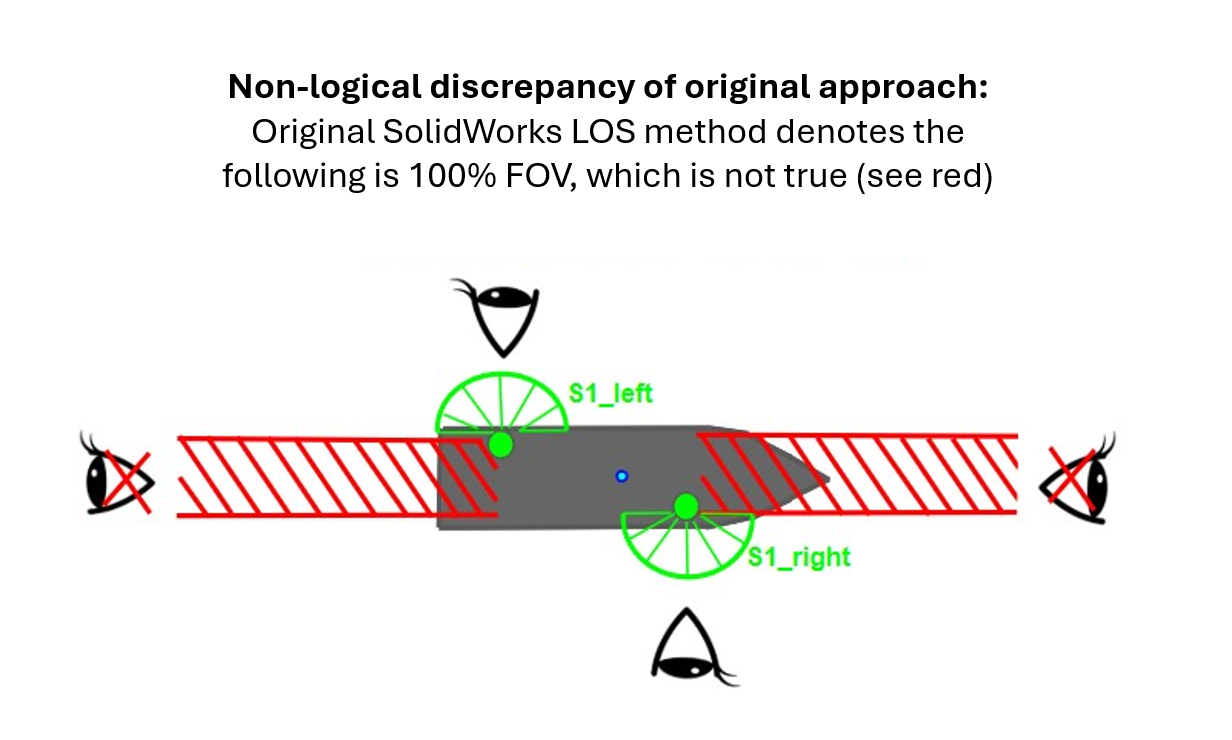 Non-logical discrepancy of original approach:
Original SolidWorks LOS method denotes the
following is 100% FOV, which is not true (see red)
S1_left
S1_right